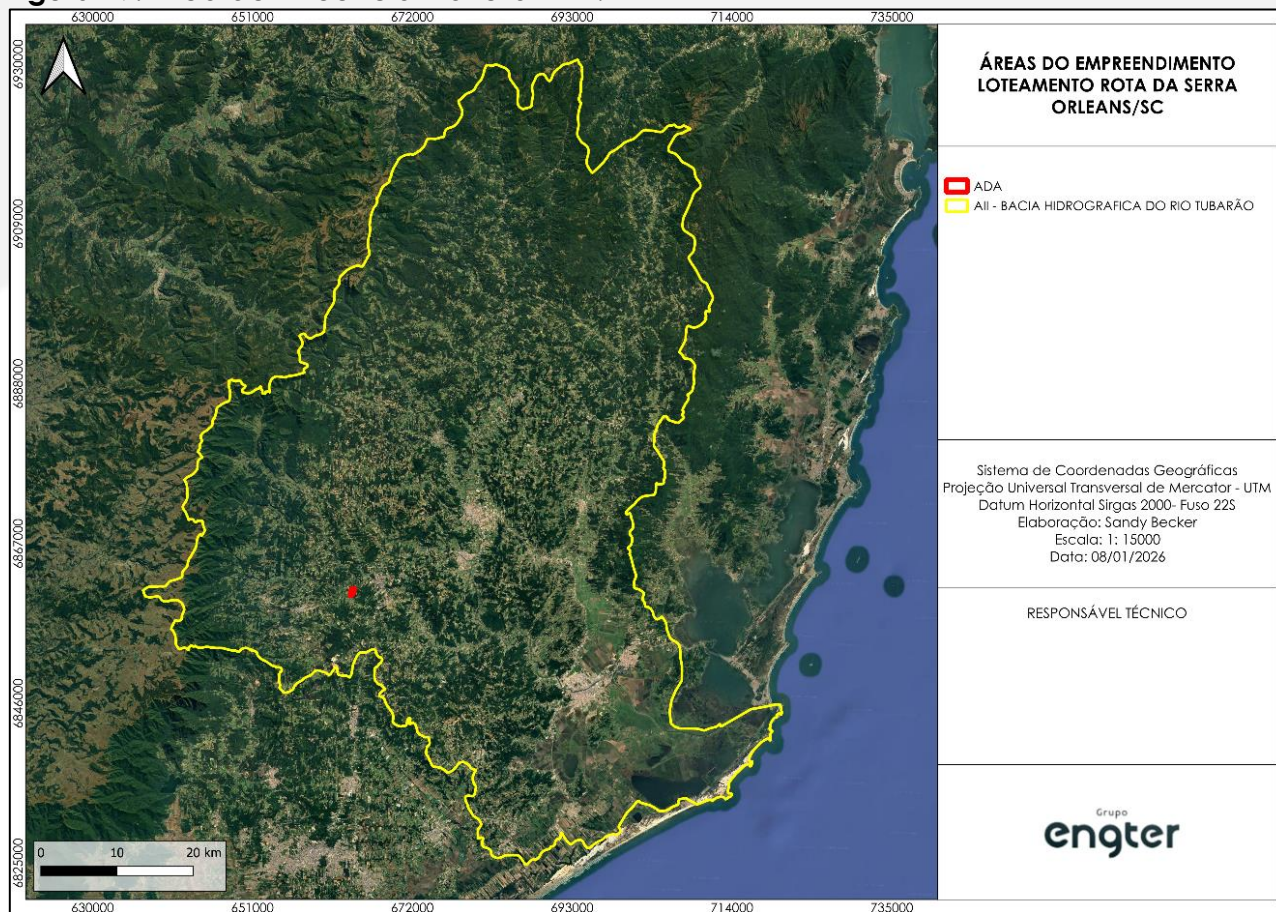 630000 651000 672000 693000 714000 735000
6930000
6909000
6888000
6867000
6846000
6825000
0 10 20 km
630000 651000 672000 693000 714000 735000
ÁREAS DO EMPREENDIMENTO
LOTEAMENTO ROTA DA SERRA
ORLEANS/SC
ADA
AII - BACIA HIDROGRAFICA DO RIO TUBARÃO
Sistema de Coordenadas Geográficas
Projeção Universal Transversal de Mercator - UTM
Datum Horizontal Sirgas 2000- Fuso 22S
Elaboração: Sandy Becker
Escala: 1: 15000
Data: 08/01/2026
RESPONSÁVEL TÉCNICO
Grupo
engter